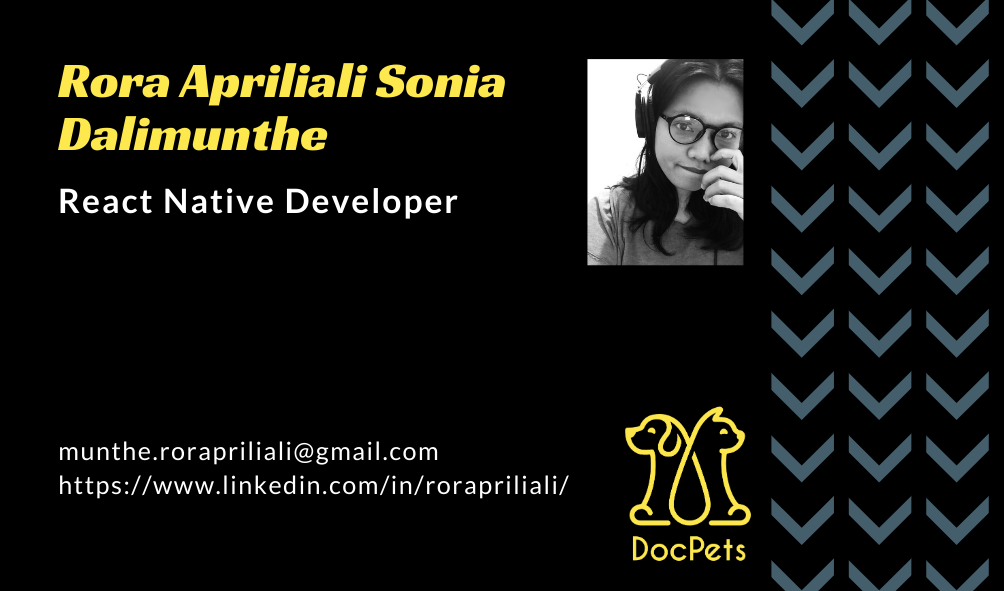 Rora Apriliali Sonia
Dalimunthe
React Native Developer
munthe.rorapriliali@gmail.com
https://www.linkedin.com/in/rorapriliali/
DocPets